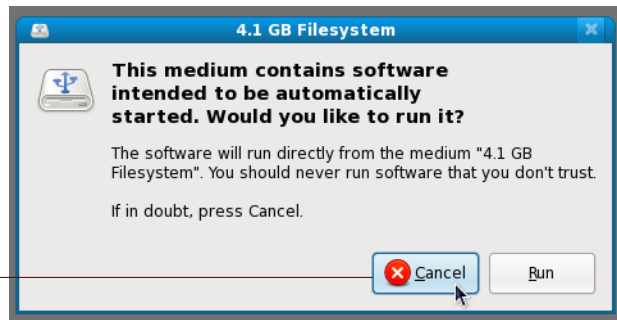 4.1 GB Filesystem
This medium contains software
intended to be automatically
started. Would you like to run it?
The software will run directly from the medium "4.1 GB
Filesystem". You should never run software that you don't trust.
If in doubt, press Cancel.
Cancel
Run